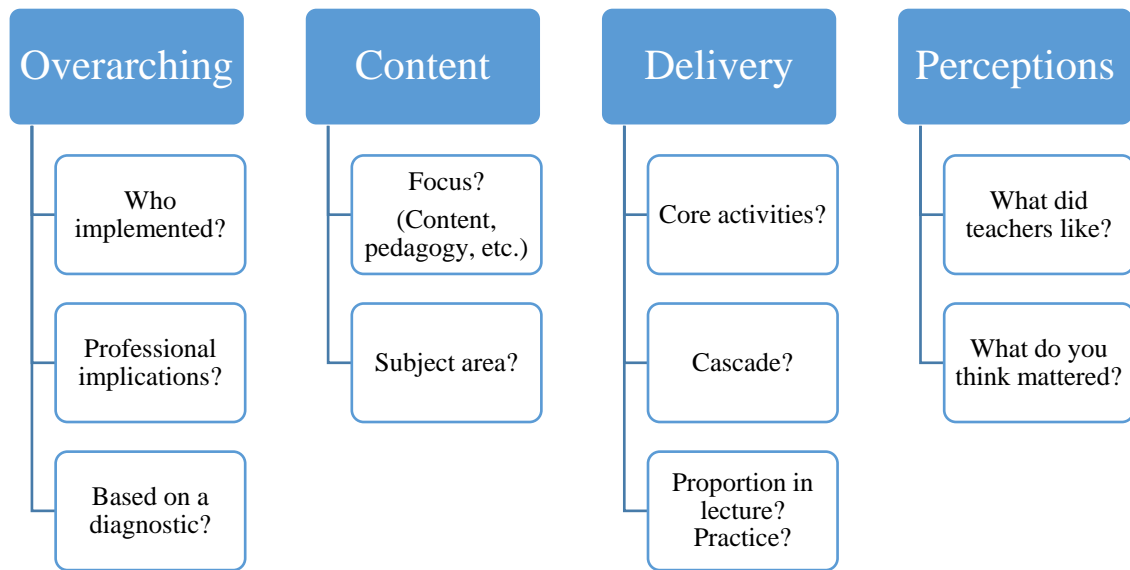 Overarching
Who
implemented?
Professional
implications?
Based on a
diagnostic?
Content
Focus?
(Content,
pedagogy, etc.)
Subject area?
Delivery
Core activities?
Cascade?
Proportion in
lecture?
Practice?
Perceptions
What did
teachers like?
What do you
think mattered?